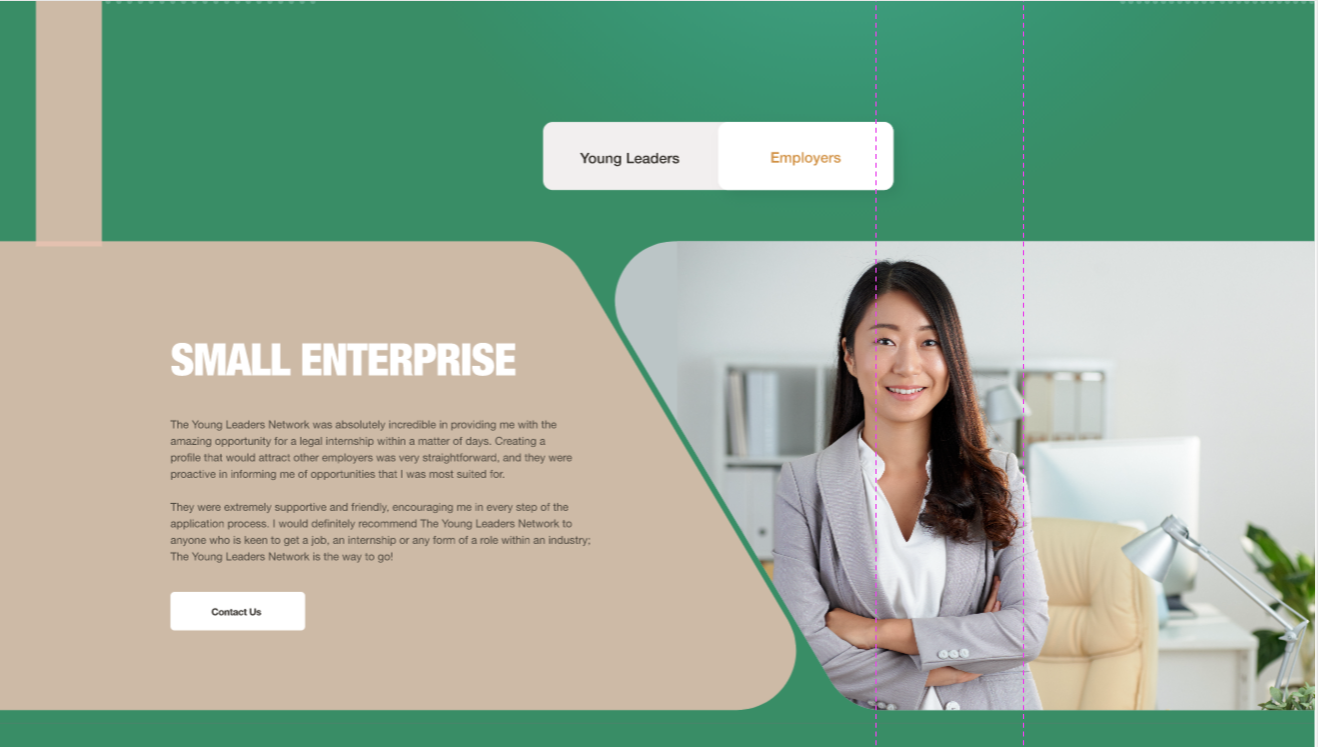 Young Leaders
Employers
SMALL ENTERPRISE
The Young Leaders Network was absolutely incredible in providing me with the
amazing opportunity for a legal internship within a matter of days. Creating a
profile that would attract other employers was very straightforward, and they were
proactive in informing me of opportunities that I was most suited for.
They were extremely supportive and friendly, encouraging me in every step of the
application process. I would definitely recommend The Young Leaders Network to
anyone who is keen to get a job, an internship or any form of a role within an industry;
The Young Leaders Network is the way to go!
Contact Us